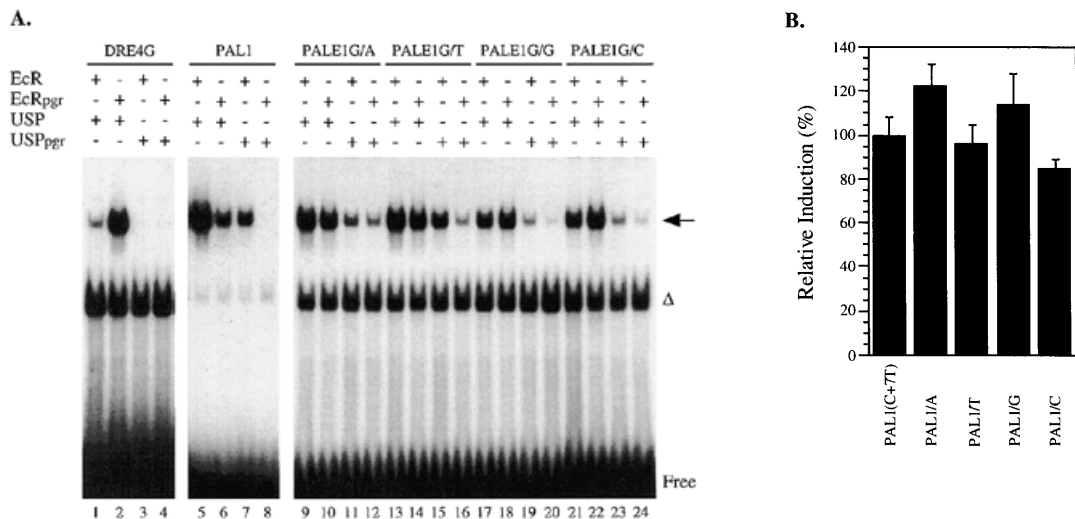 A.
DRE4G PAL1 PALE1G/A PALE1G/T PALE1G/G PALE1G/C
EcR + - + - + - + - + - + - + - + - + - + - + - + -
EcRpgr - + - + - + - + - + - + - + - + - + - + - + - +
USP + + - - + + - - + + - - + + - - + + - - + + - -
USPpgr - - + + - - + + - - + + - - + + - - + + - - + +
Δ
Free
1 2 3 4 5 6 7 8 9 10 11 12 13 14 15 16 17 18 19 20 21 22 23 24
B.
Relative Induction (%)
140
120
100
80
60
40
20
0
PAL1(C+7T)
PAL1/A
PAL1/T
PAL1/G
PAL1/C